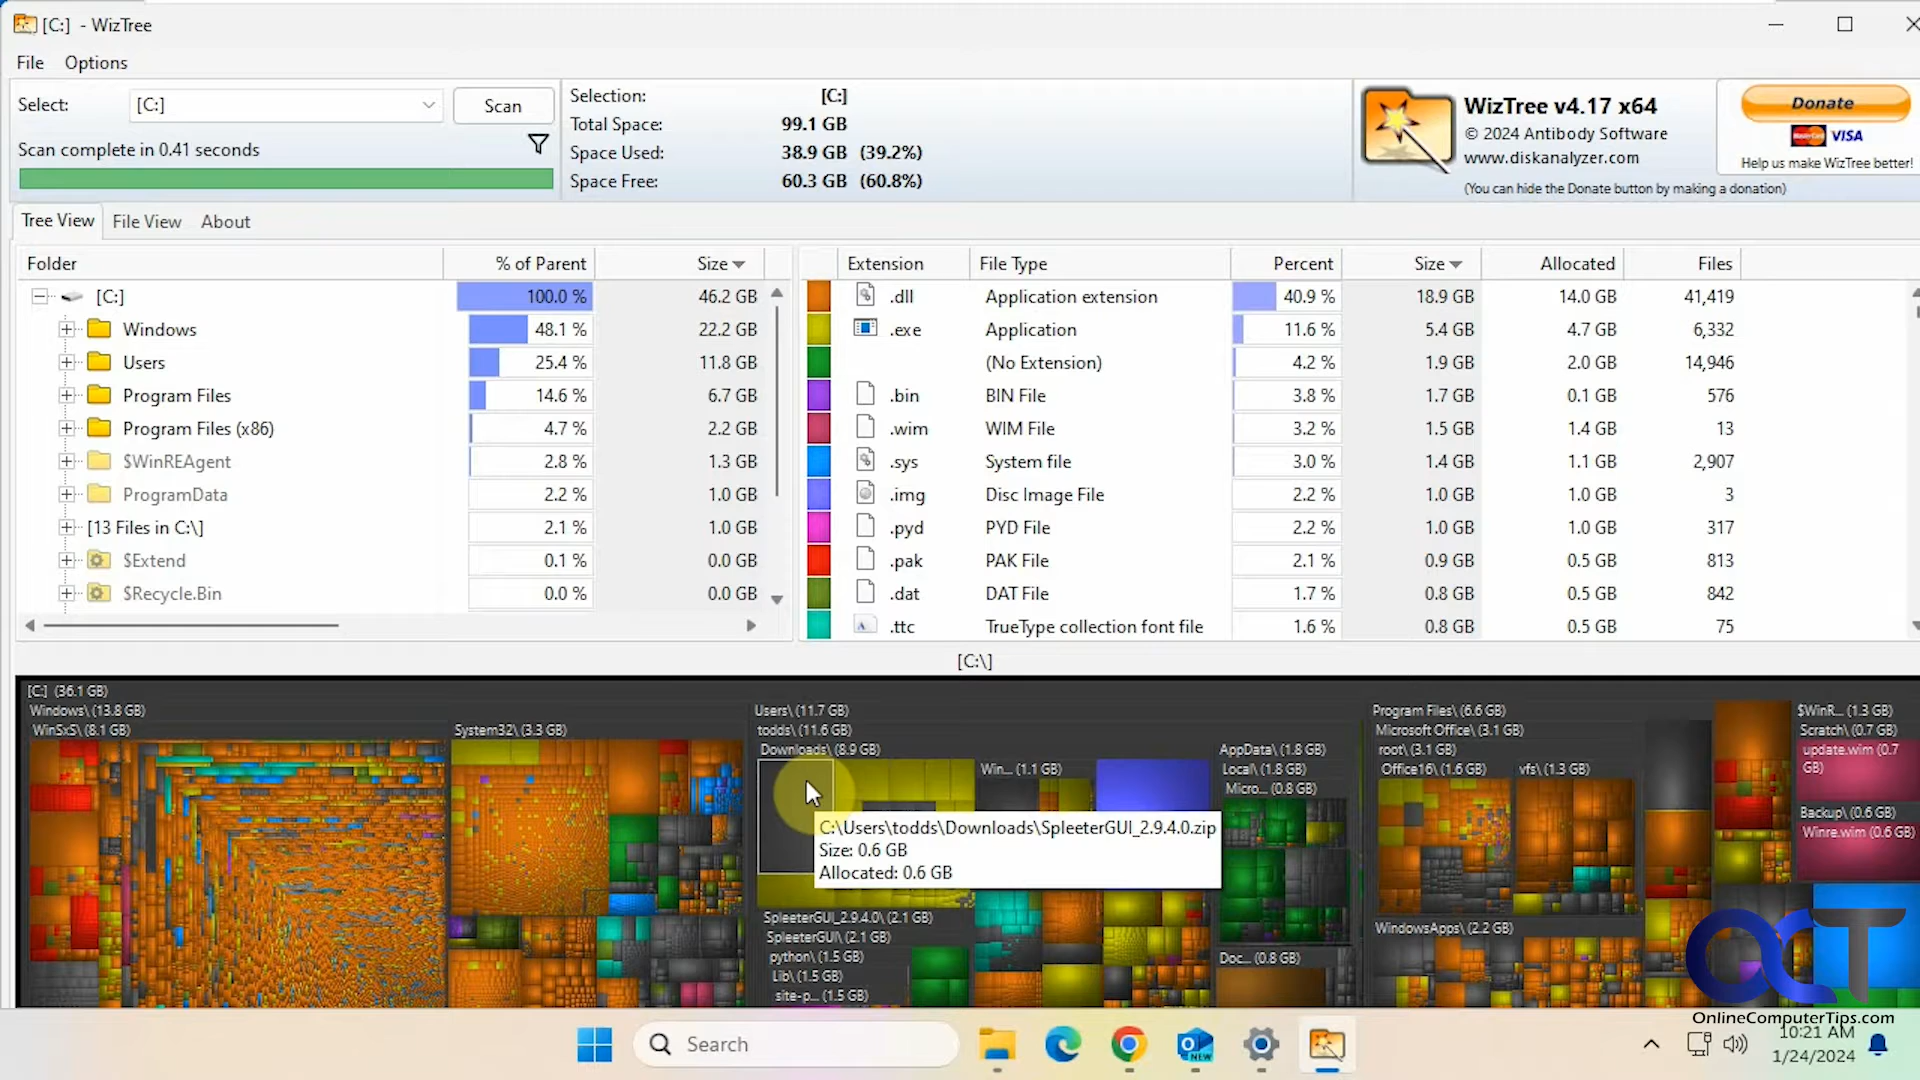 [C:] - WizTree
File Options
Select: [C:] Scan
Scan complete in 0.41 seconds
Selection: [C:]
Total Space: 99.1 GB
Space Used: 38.9 GB (39.2%)
Space Free: 60.3 GB (60.8%)
WizTree v4.17 x64
© 2024 Antibody Software
www.diskanalyzer.com
(You can hide the Donate button by making a donation)
Donate
MasterCard VISA
Help us make WizTree better!
Tree View File View About
Folder % of Parent Size
[C:] 100.0 % 46.2 GB
Windows 48.1 % 22.2 GB
Users 25.4 % 11.8 GB
Program Files 14.6 % 6.7 GB
Program Files (x86) 4.7 % 2.2 GB
$WinREAgent 2.8 % 1.3 GB
ProgramData 2.2 % 1.0 GB
[13 Files in C:\] 2.1 % 1.0 GB
$Extend 0.1 % 0.0 GB
$Recycle.Bin 0.0 % 0.0 GB
Extension File Type Percent Size Allocated Files
.dll Application extension 40.9 % 18.9 GB 14.0 GB 41,419
.exe Application 11.6 % 5.4 GB 4.7 GB 6,332
(No Extension) 4.2 % 1.9 GB 2.0 GB 14,946
.bin BIN File 3.8 % 1.7 GB 0.1 GB 576
.wim WIM File 3.2 % 1.5 GB 1.4 GB 13
.sys System file 3.0 % 1.4 GB 1.1 GB 2,907
.img Disc Image File 2.2 % 1.0 GB 1.0 GB 3
.pyd PYD File 2.2 % 1.0 GB 1.0 GB 317
.pak PAK File 2.1 % 0.9 GB 0.5 GB 813
.dat DAT File 1.7 % 0.8 GB 0.5 GB 842
.ttc TrueType collection font file 1.6 % 0.8 GB 0.5 GB 75
[C:\]
[C:] (36.1 GB)
Windows\ (13.8 GB)
WinSxS\ (8.1 GB)
System32\ (3.3 GB)
Users\ (11.7 GB)
todds\ (11.6 GB)
Downloads\ (8.9 GB)
Win... (1.1 GB)
C:\Users\todds\Downloads\SpleeterGUI_2.9.4.0.zip
Size: 0.6 GB
Allocated: 0.6 GB
SpleeterGUI_2.9.4.0\ (2.1 GB)
SpleeterGUI\ (2.1 GB)
python\ (1.5 GB)
Lib\ (1.5 GB)
site-p... (1.5 GB)
AppData\ (1.8 GB)
Local\ (1.8 GB)
Micro... (0.8 GB)
Doc... (0.8 GB)
Program Files\ (6.6 GB)
Microsoft Office\ (3.1 GB)
root\ (3.1 GB)
Office16\ (1.6 GB)
vfs\ (1.3 GB)
WindowsApps\ (2.2 GB)
$WinR... (1.3 GB)
Scratch\ (0.7 GB)
update.wim (0.7
GB)
Backup\ (0.6 GB)
Winre.wim (0.6 GB)
OCT
OnlineComputerTips.com
Search
NEW
10:21 AM
1/24/2024